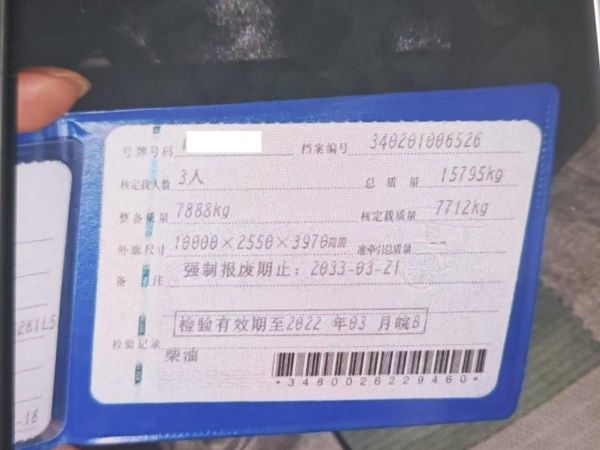 号牌号码 档案编号 340201006526
核定载人数 3人 总质量 15795kg
整备质量 7888kg 核定载质量 7712kg
外廓尺寸 10000×2550×3970mm 准牵引总质量 --
备注 强制报废期止：2033-03-21
检验有效期至2022 年03 月皖B
检验记录
柴油
*3480026229460*
2K1L5
-18